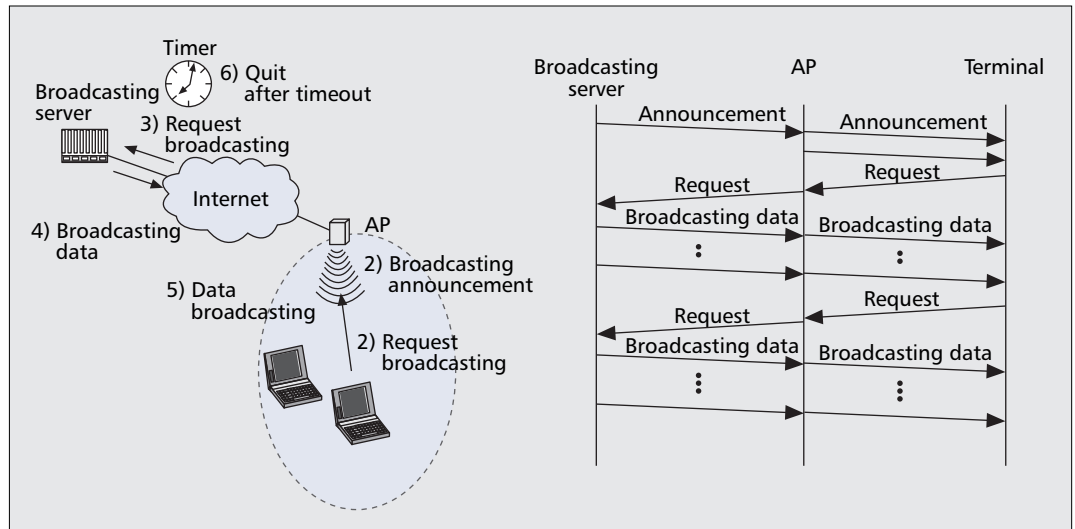 Timer
6) Quit
after timeout
Broadcasting
server
3) Request
broadcasting
Internet
4) Broadcasting
data
AP
2) Broadcasting
announcement
5) Data
broadcasting
2) Request
broadcasting
Broadcasting
server
AP
Terminal
Announcement
Announcement
Request
Request
Broadcasting data
Broadcasting data
Request
Request
Broadcasting data
Broadcasting data